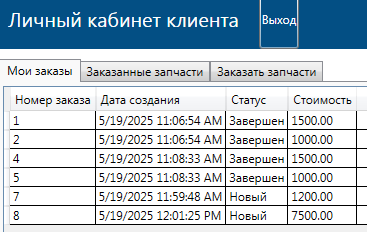 Личный кабинет клиента Выход
Мои заказы Заказанные запчасти Заказать запчасти
Номер заказа Дата создания Статус Стоимость
1 5/19/2025 11:06:54 AM Завершен 1500.00
2 5/19/2025 11:06:54 AM Завершен 1000.00
4 5/19/2025 11:08:33 AM Завершен 1500.00
5 5/19/2025 11:08:33 AM Завершен 1000.00
7 5/19/2025 11:59:48 AM Новый 1200.00
8 5/19/2025 12:01:25 PM Новый 7500.00